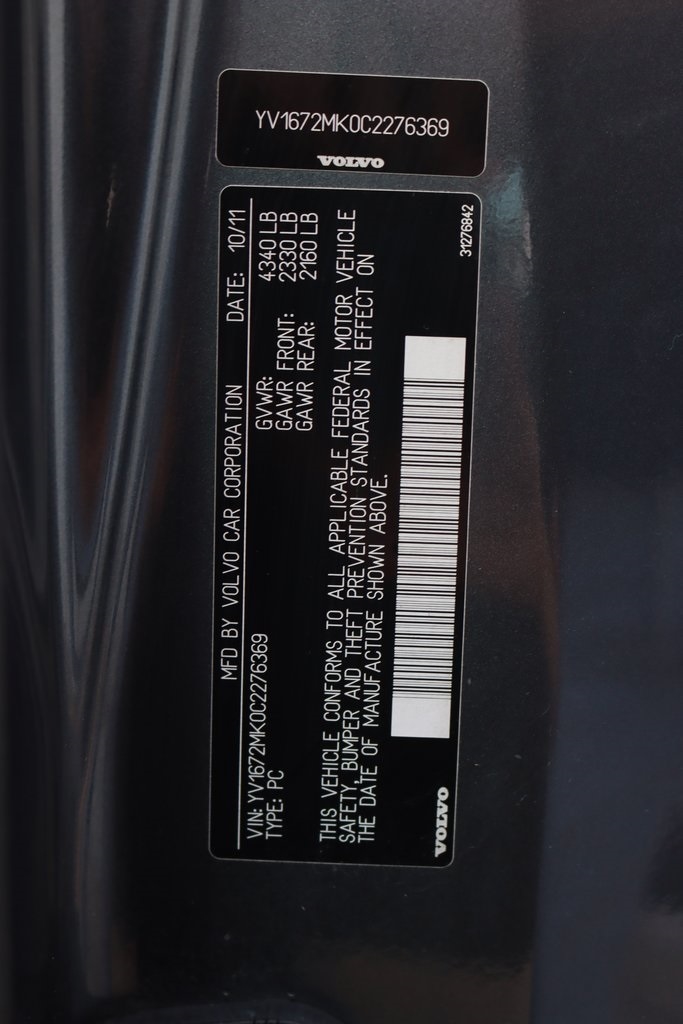 YV1672MK0C2276369
VOLVO
MFD BY VOLVO CAR CORPORATION DATE: 10/11
VIN: YV1672MK0C2276369 GVWR: 4340 LB
TYPE: PC GAWR FRONT: 2330 LB
GAWR REAR: 2160 LB
THIS VEHICLE CONFORMS TO ALL APPLICABLE FEDERAL MOTOR VEHICLE
SAFETY, BUMPER AND THEFT PREVENTION STANDARDS IN EFFECT ON
THE DATE OF MANUFACTURE SHOWN ABOVE.
VOLVO
31276842